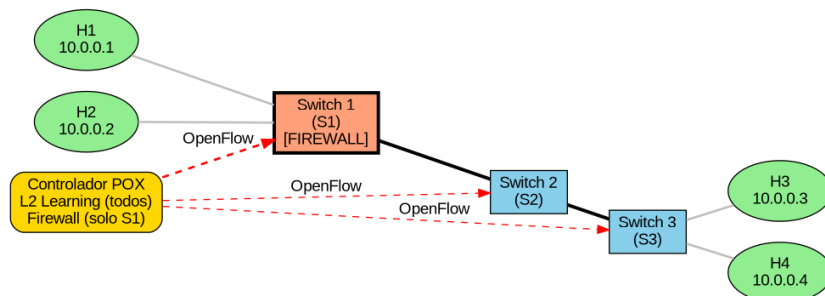 H1
10.0.0.1
H2
10.0.0.2
Switch 1
(S1)
[FIREWALL]
OpenFlow
Controlador POX
L2 Learning (todos)
Firewall (solo S1)
OpenFlow
OpenFlow
Switch 2
(S2)
Switch 3
(S3)
H3
10.0.0.3
H4
10.0.0.4